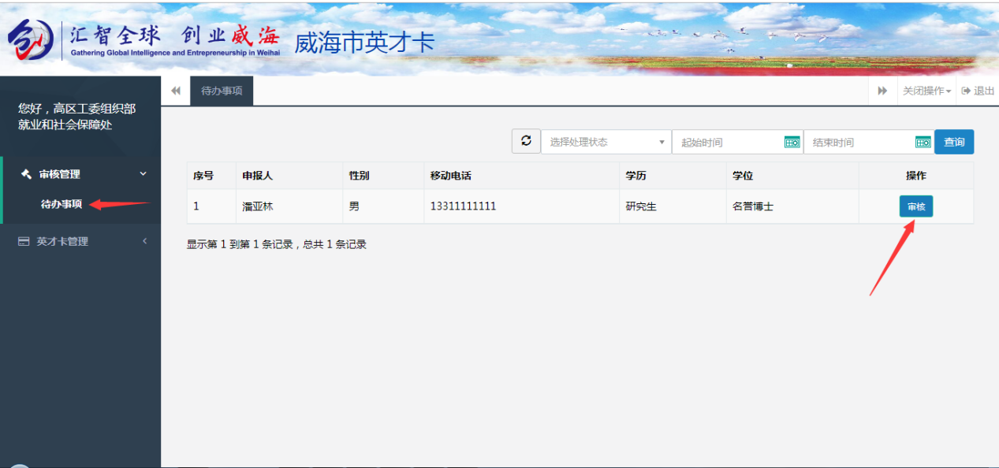 汇智全球 创业威海
Gathering Global Intelligence and Entrepreneurship in Weihai
威海市英才卡
您好，高区工委组织部
就业和社会保障处
待办事项
关闭操作
退出
审核管理
待办事项
英才卡管理
选择处理状态
起始时间
结束时间
查询
序号 申报人 性别 移动电话 学历 学位 操作
1 潘亚林 男 13311111111 研究生 名誉博士 审核
显示第 1 到第 1 条记录，总共 1 条记录